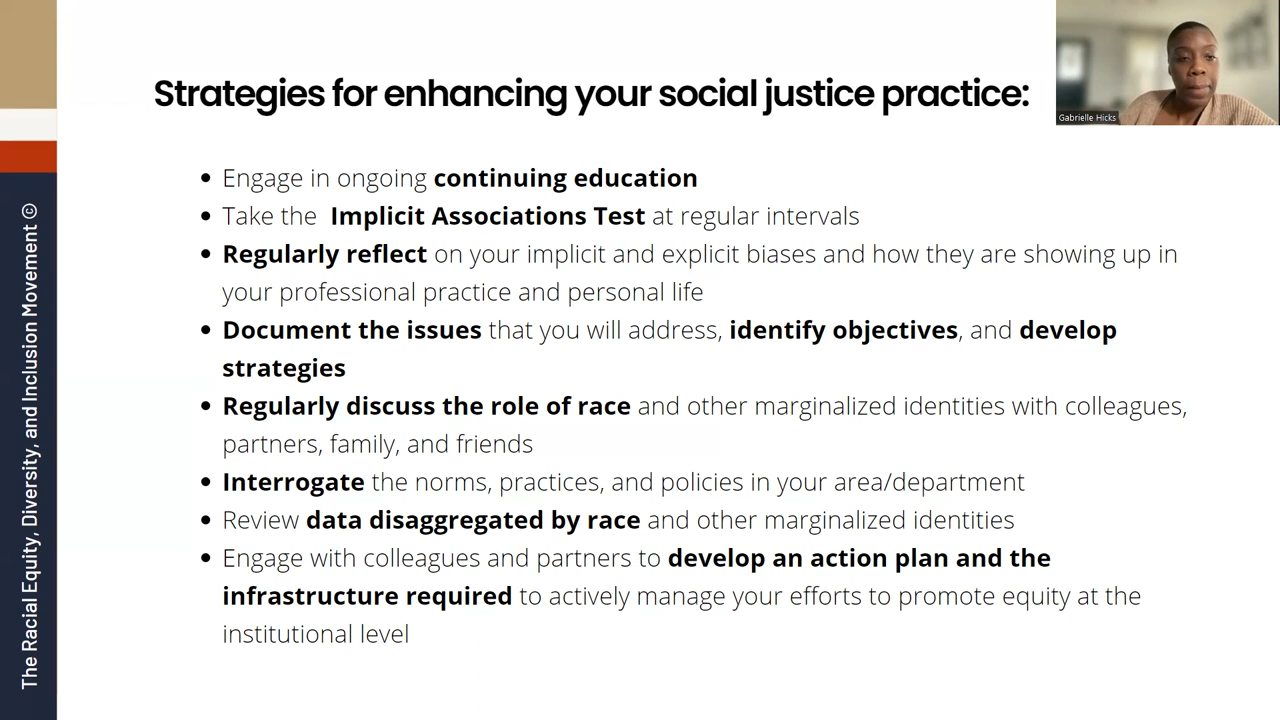 Strategies for enhancing your social justice practice:
Gabrielle Hicks
• Engage in ongoing continuing education
• Take the  Implicit Associations Test at regular intervals
• Regularly reflect on your implicit and explicit biases and how they are showing up in
your professional practice and personal life
• Document the issues that you will address, identify objectives, and develop
strategies
• Regularly discuss the role of race and other marginalized identities with colleagues,
partners, family, and friends
• Interrogate the norms, practices, and policies in your area/department
• Review data disaggregated by race and other marginalized identities
• Engage with colleagues and partners to develop an action plan and the
infrastructure required to actively manage your efforts to promote equity at the
institutional level
The Racial Equity, Diversity, and Inclusion Movement ©